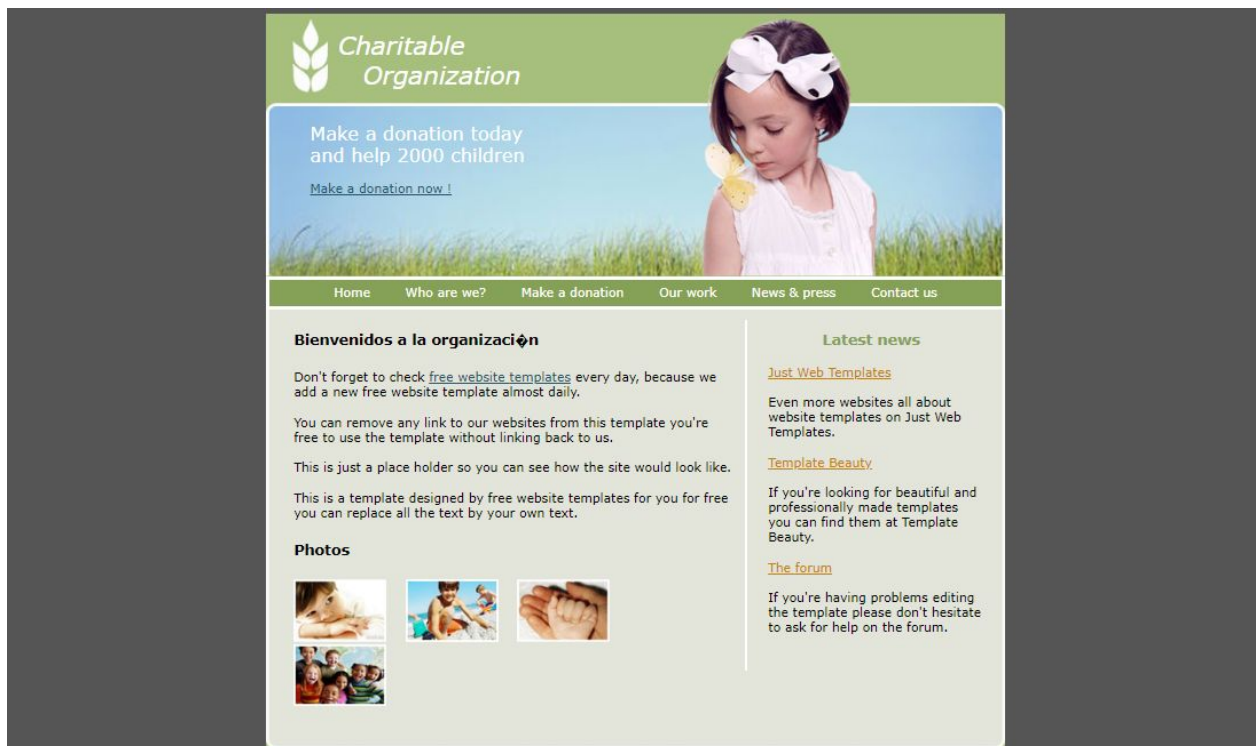 Charitable
Organization
Make a donation today
and help 2000 children
Make a donation now !
Home Who are we? Make a donation Our work News & press Contact us
Bienvenidos a la organizaci�n
Don't forget to check free website templates every day, because we
add a new free website template almost daily.
You can remove any link to our websites from this template you're
free to use the template without linking back to us.
This is just a place holder so you can see how the site would look like.
This is a template designed by free website templates for you for free
you can replace all the text by your own text.
Photos
Latest news
Just Web Templates
Even more websites all about
website templates on Just Web
Templates.
Template Beauty
If you're looking for beautiful and
professionally made templates
you can find them at Template
Beauty.
The forum
If you're having problems editing
the template please don't hesitate
to ask for help on the forum.